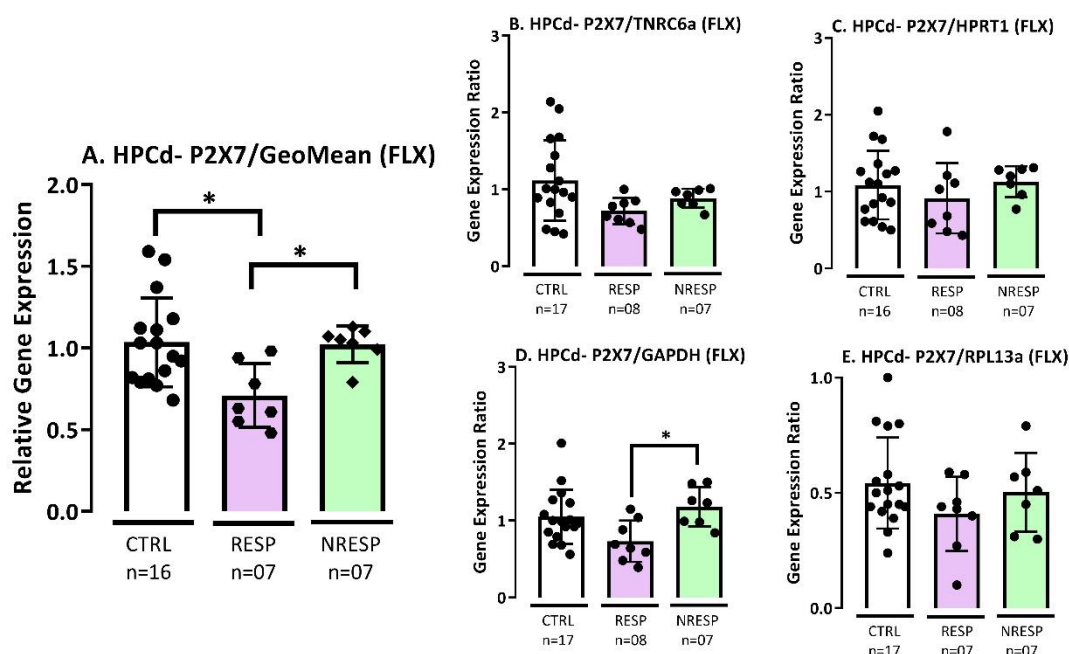 A. HPCd- P2X7/GeoMean (FLX)
Relative Gene Expression
2.0
1.5
1.0
0.5
0.0
*
*
CTRL RESP NRESP
n=16 n=07 n=07
B. HPCd- P2X7/TNRC6a (FLX)
Gene Expression Ratio
3
2
1
0
CTRL RESP NRESP
n=17 n=08 n=07
C. HPCd- P2X7/HPRT1 (FLX)
Gene Expression Ratio
3
2
1
0
CTRL RESP NRESP
n=16 n=08 n=07
D. HPCd- P2X7/GAPDH (FLX)
Gene Expression Ratio
3
2
1
0
*
CTRL RESP NRESP
n=17 n=08 n=07
E. HPCd- P2X7/RPL13a (FLX)
Gene Expression Ratio
1.0
0.5
0.0
CTRL RESP NRESP
n=17 n=07 n=07